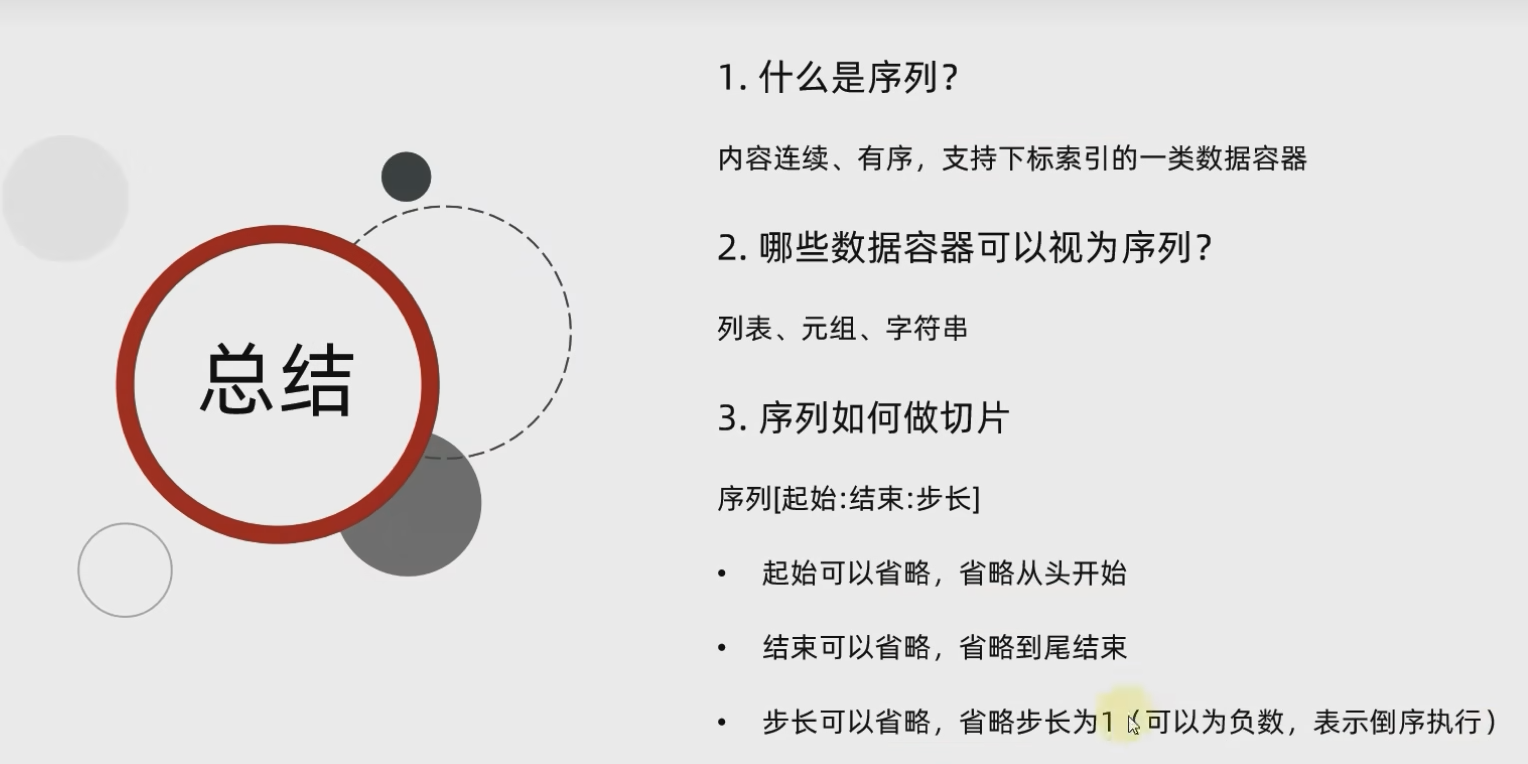 总结
1. 什么是序列？
内容连续、有序，支持下标索引的一类数据容器
2. 哪些数据容器可以视为序列？
列表、元组、字符串
3. 序列如何做切片
序列[起始:结束:步长]
• 起始可以省略，省略从头开始
• 结束可以省略，省略到尾结束
• 步长可以省略，省略步长为1（可以为负数，表示倒序执行）